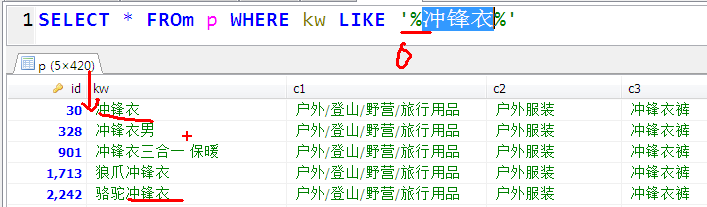 1 SELECT * FROm p WHERE kw LIKE '%冲锋衣%'
p (5×420)
id kw c1 c2 c3
30 冲锋衣 户外/登山/野营/旅行用品 户外服装 冲锋衣裤
328 冲锋衣男 户外/登山/野营/旅行用品 户外服装 冲锋衣裤
901 冲锋衣三合一 保暖 户外/登山/野营/旅行用品 户外服装 冲锋衣裤
1,713 狼爪冲锋衣 户外/登山/野营/旅行用品 户外服装 冲锋衣裤
2,242 骆驼冲锋衣 户外/登山/野营/旅行用品 户外服装 冲锋衣裤